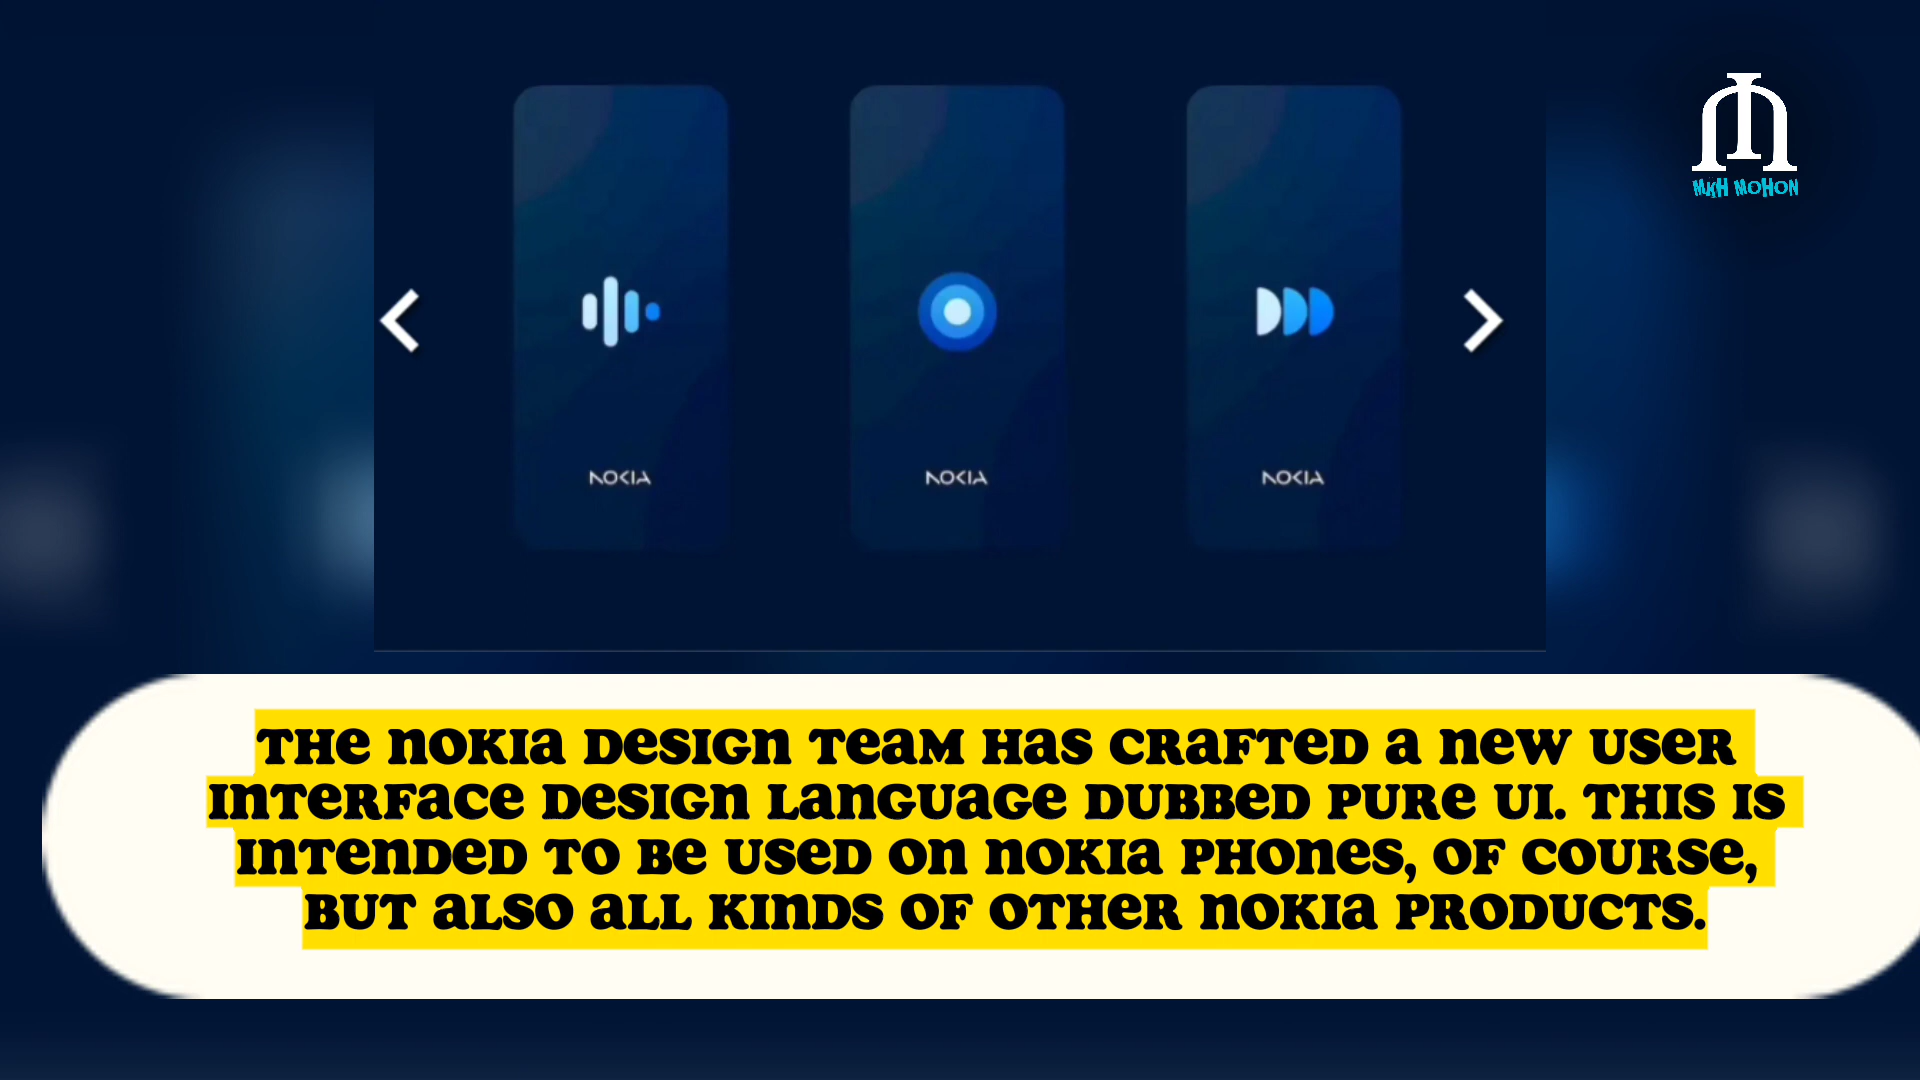 MKH MOHON
NOKIA
NOKIA
NOKIA
THe nOKIa DesIGn TeaM Has CRaFTeD a new UseR
InTeRFace DesIGn LanGUaGe DUBBeD PURe UI. THIS IS
InTenDeD TO Be UseD On nOKIa PHOnes, OF COURse,
BUT aLSO aLL KInDS OF OTHeR nOKIa PRODUCTS.